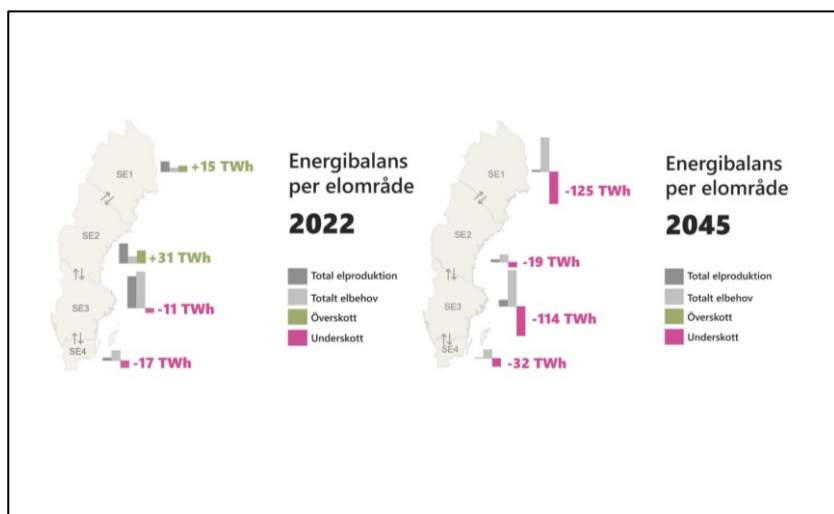 SE1
+15 TWh
SE2
+31 TWh
SE3
-11 TWh
SE4
-17 TWh
Energibalans
per elområde
2022
Total elproduktion
Totalt elbehov
Överskott
Underskott
SE1
-125 TWh
SE2
-19 TWh
SE3
-114 TWh
SE4
-32 TWh
Energibalans
per elområde
2045
Total elproduktion
Totalt elbehov
Överskott
Underskott